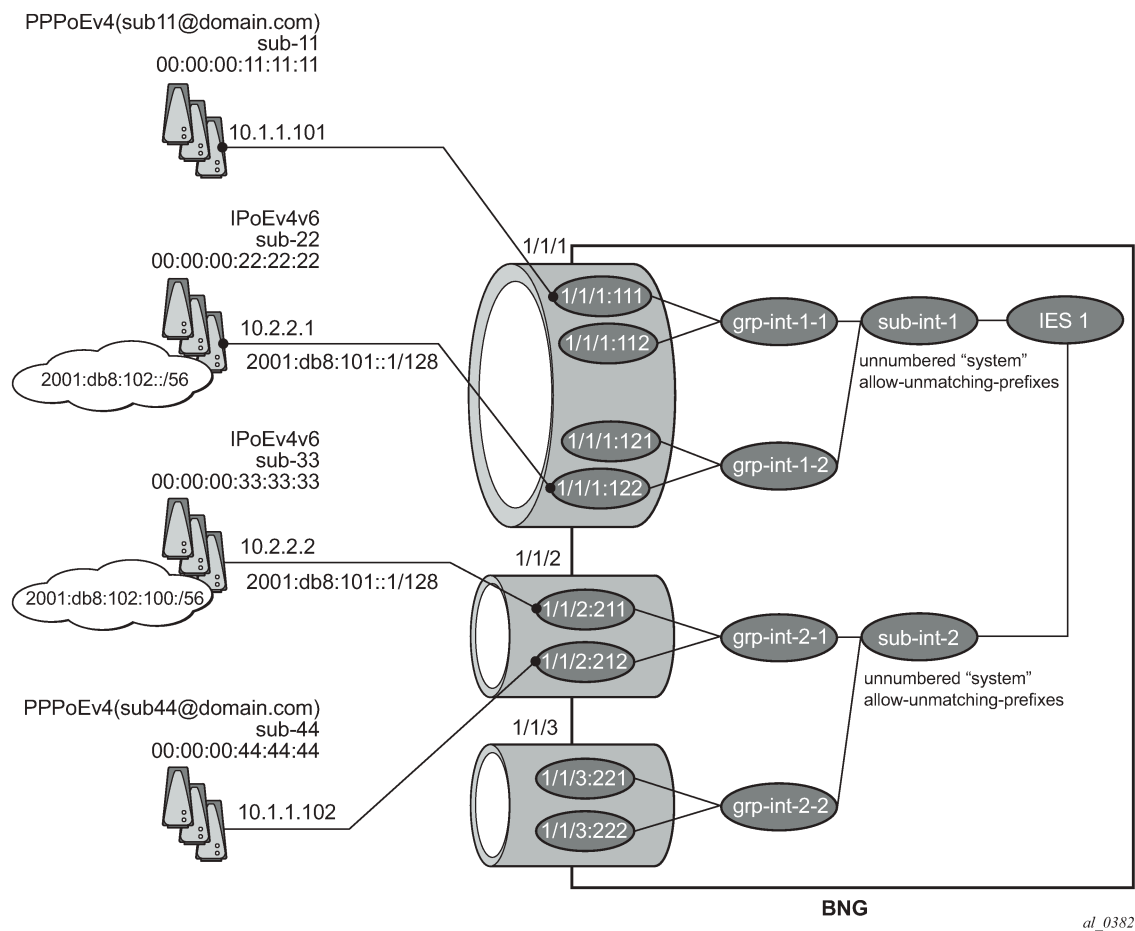 PPPoEv4(sub11@domain.com)
sub-11
00:00:00:11:11:11
10.1.1.101
IPoEv4v6
sub-22
00:00:00:22:22:22
10.2.2.1
2001:db8:101::1/128
2001:db8:102::/56
IPoEv4v6
sub-33
00:00:00:33:33:33
10.2.2.2
2001:db8:101::1/128
2001:db8:102:100:/56
PPPoEv4(sub44@domain.com)
sub-44
00:00:00:44:44:44
10.1.1.102
1/1/1
1/1/1:111
1/1/1:112
1/1/1:121
1/1/1:122
grp-int-1-1
grp-int-1-2
sub-int-1
IES 1
unnumbered “system”
allow-unmatching-prefixes
1/1/2
1/1/2:211
1/1/2:212
grp-int-2-1
sub-int-2
unnumbered “system”
allow-unmatching-prefixes
1/1/3
1/1/3:221
1/1/3:222
grp-int-2-2
BNG
al_0382